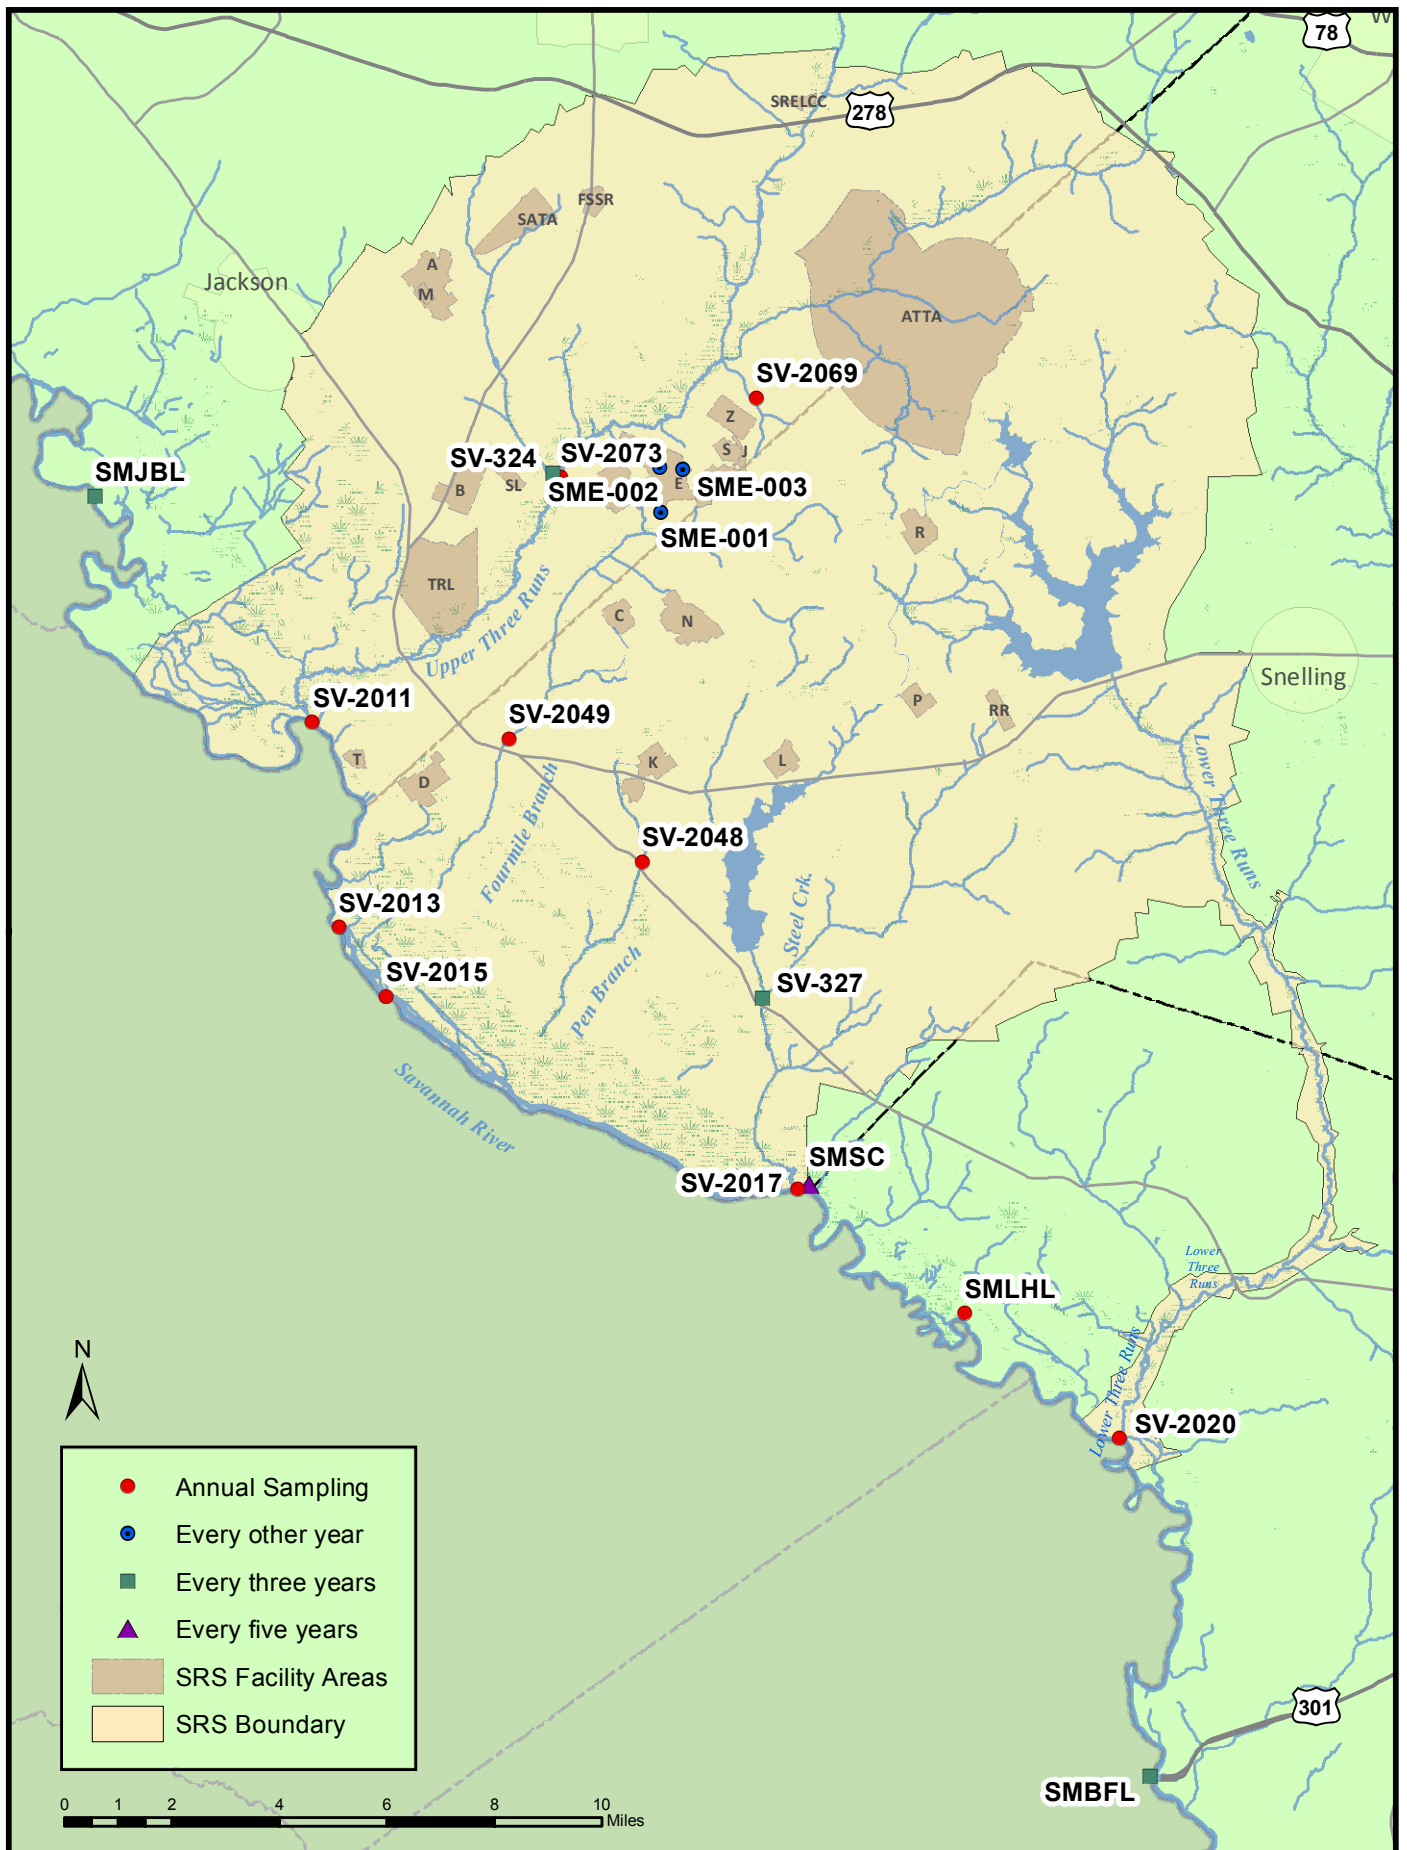 W
78
SRELCC
278
FSSR
SATA
A
M
Jackson
ATTA
SV-2069
Z
S
J
SV-324
SV-2073
SMJBL
B
SL
E
SME-003
SME-002
SME-001
R
TRL
C
N
Upper Three Runs
Snelling
SV-2011
SV-2049
P
RR
T
D
K
L
Lower Three Runs
Fourmile Branch
SV-2048
Steel Crk.
SV-2013
SV-2015
Pen Branch
SV-327
Savannah River
SMSC
SV-2017
Lower
Three
Runs
SMLHL
Lower Three Runs
SV-2020
N
Annual Sampling
Every other year
Every three years
Every five years
SRS Facility Areas
SRS Boundary
301
SMBFL
0 1 2 4 6 8 10
Miles